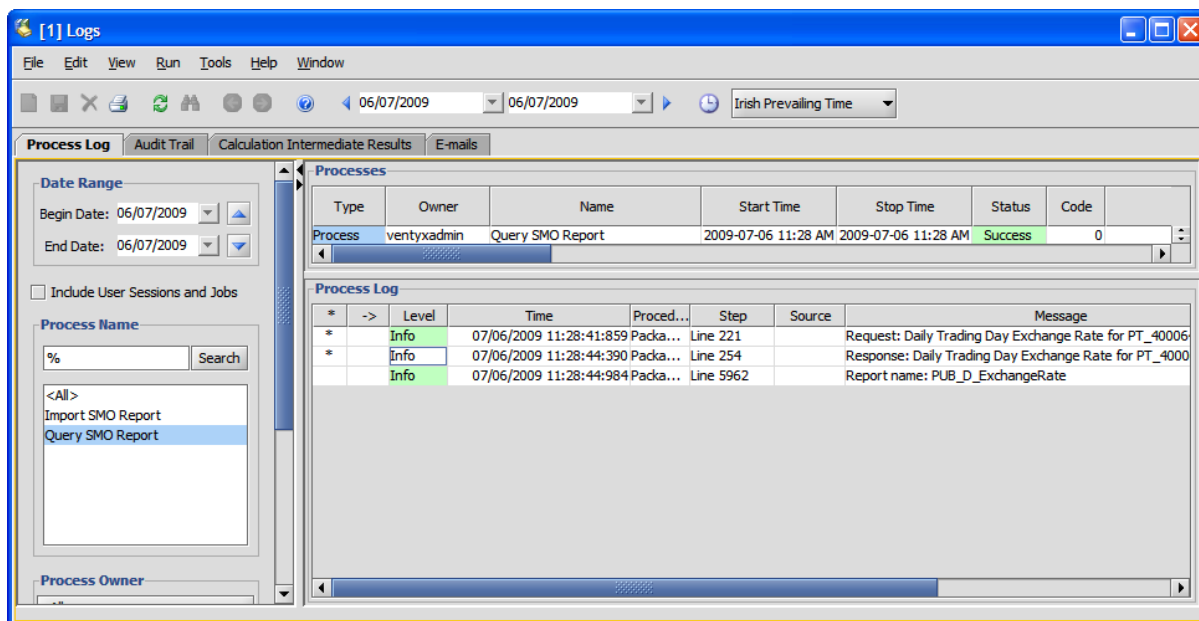 [1] Logs
File Edit View Run Tools Help Window
06/07/2009 06/07/2009 Irish Prevailing Time
Process Log Audit Trail Calculation Intermediate Results E-mails
Date Range
Begin Date: 06/07/2009
End Date: 06/07/2009
Include User Sessions and Jobs
Process Name
% Search
<All>
Import SMO Report
Query SMO Report
Process Owner
Processes
Type Owner Name Start Time Stop Time Status Code
Process ventyxadmin Query SMO Report 2009-07-06 11:28 AM 2009-07-06 11:28 AM Success 0
Process Log
* -> Level Time Proced... Step Source Message
* Info 07/06/2009 11:28:41:859 Packa... Line 221 Request: Daily Trading Day Exchange Rate for PT_40006
* Info 07/06/2009 11:28:44:390 Packa... Line 254 Response: Daily Trading Day Exchange Rate for PT_4000
Info 07/06/2009 11:28:44:984 Packa... Line 5962 Report name: PUB_D_ExchangeRate